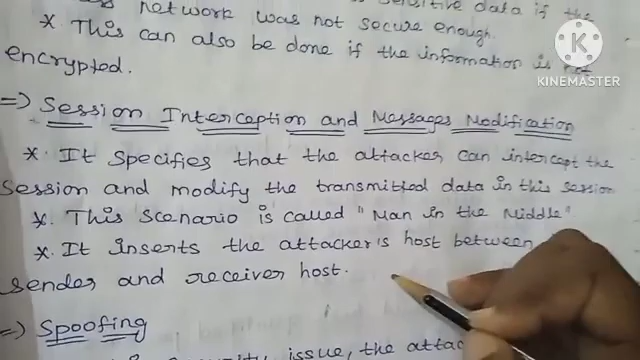 network was not secure enough.
* This can also be done if the information is
encrypted.
K
KINEMASTER
=) Session Interception and Messages Modification
* It specifies that the attacker can intercept the
session and modify the transmitted data in this session
* This scenario is called "Man in the Middle"
* It inserts the attacker's host between
sender and receiver host.
=) Spoofing
issue, the